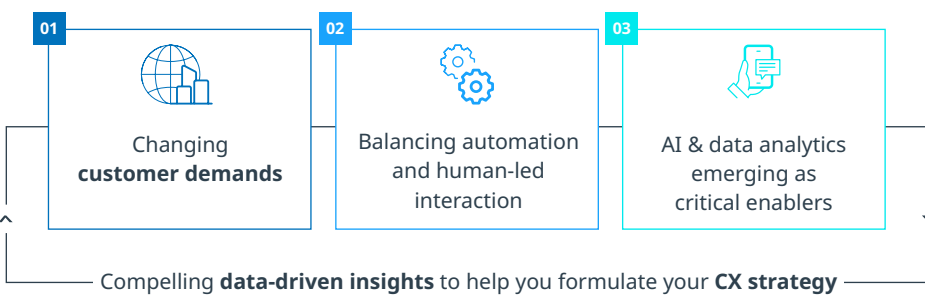 01
Changing
customer demands
02
Balancing automation
and human-led
interaction
03
AI & data analytics
emerging as
critical enablers
Compelling data-driven insights to help you formulate your CX strategy